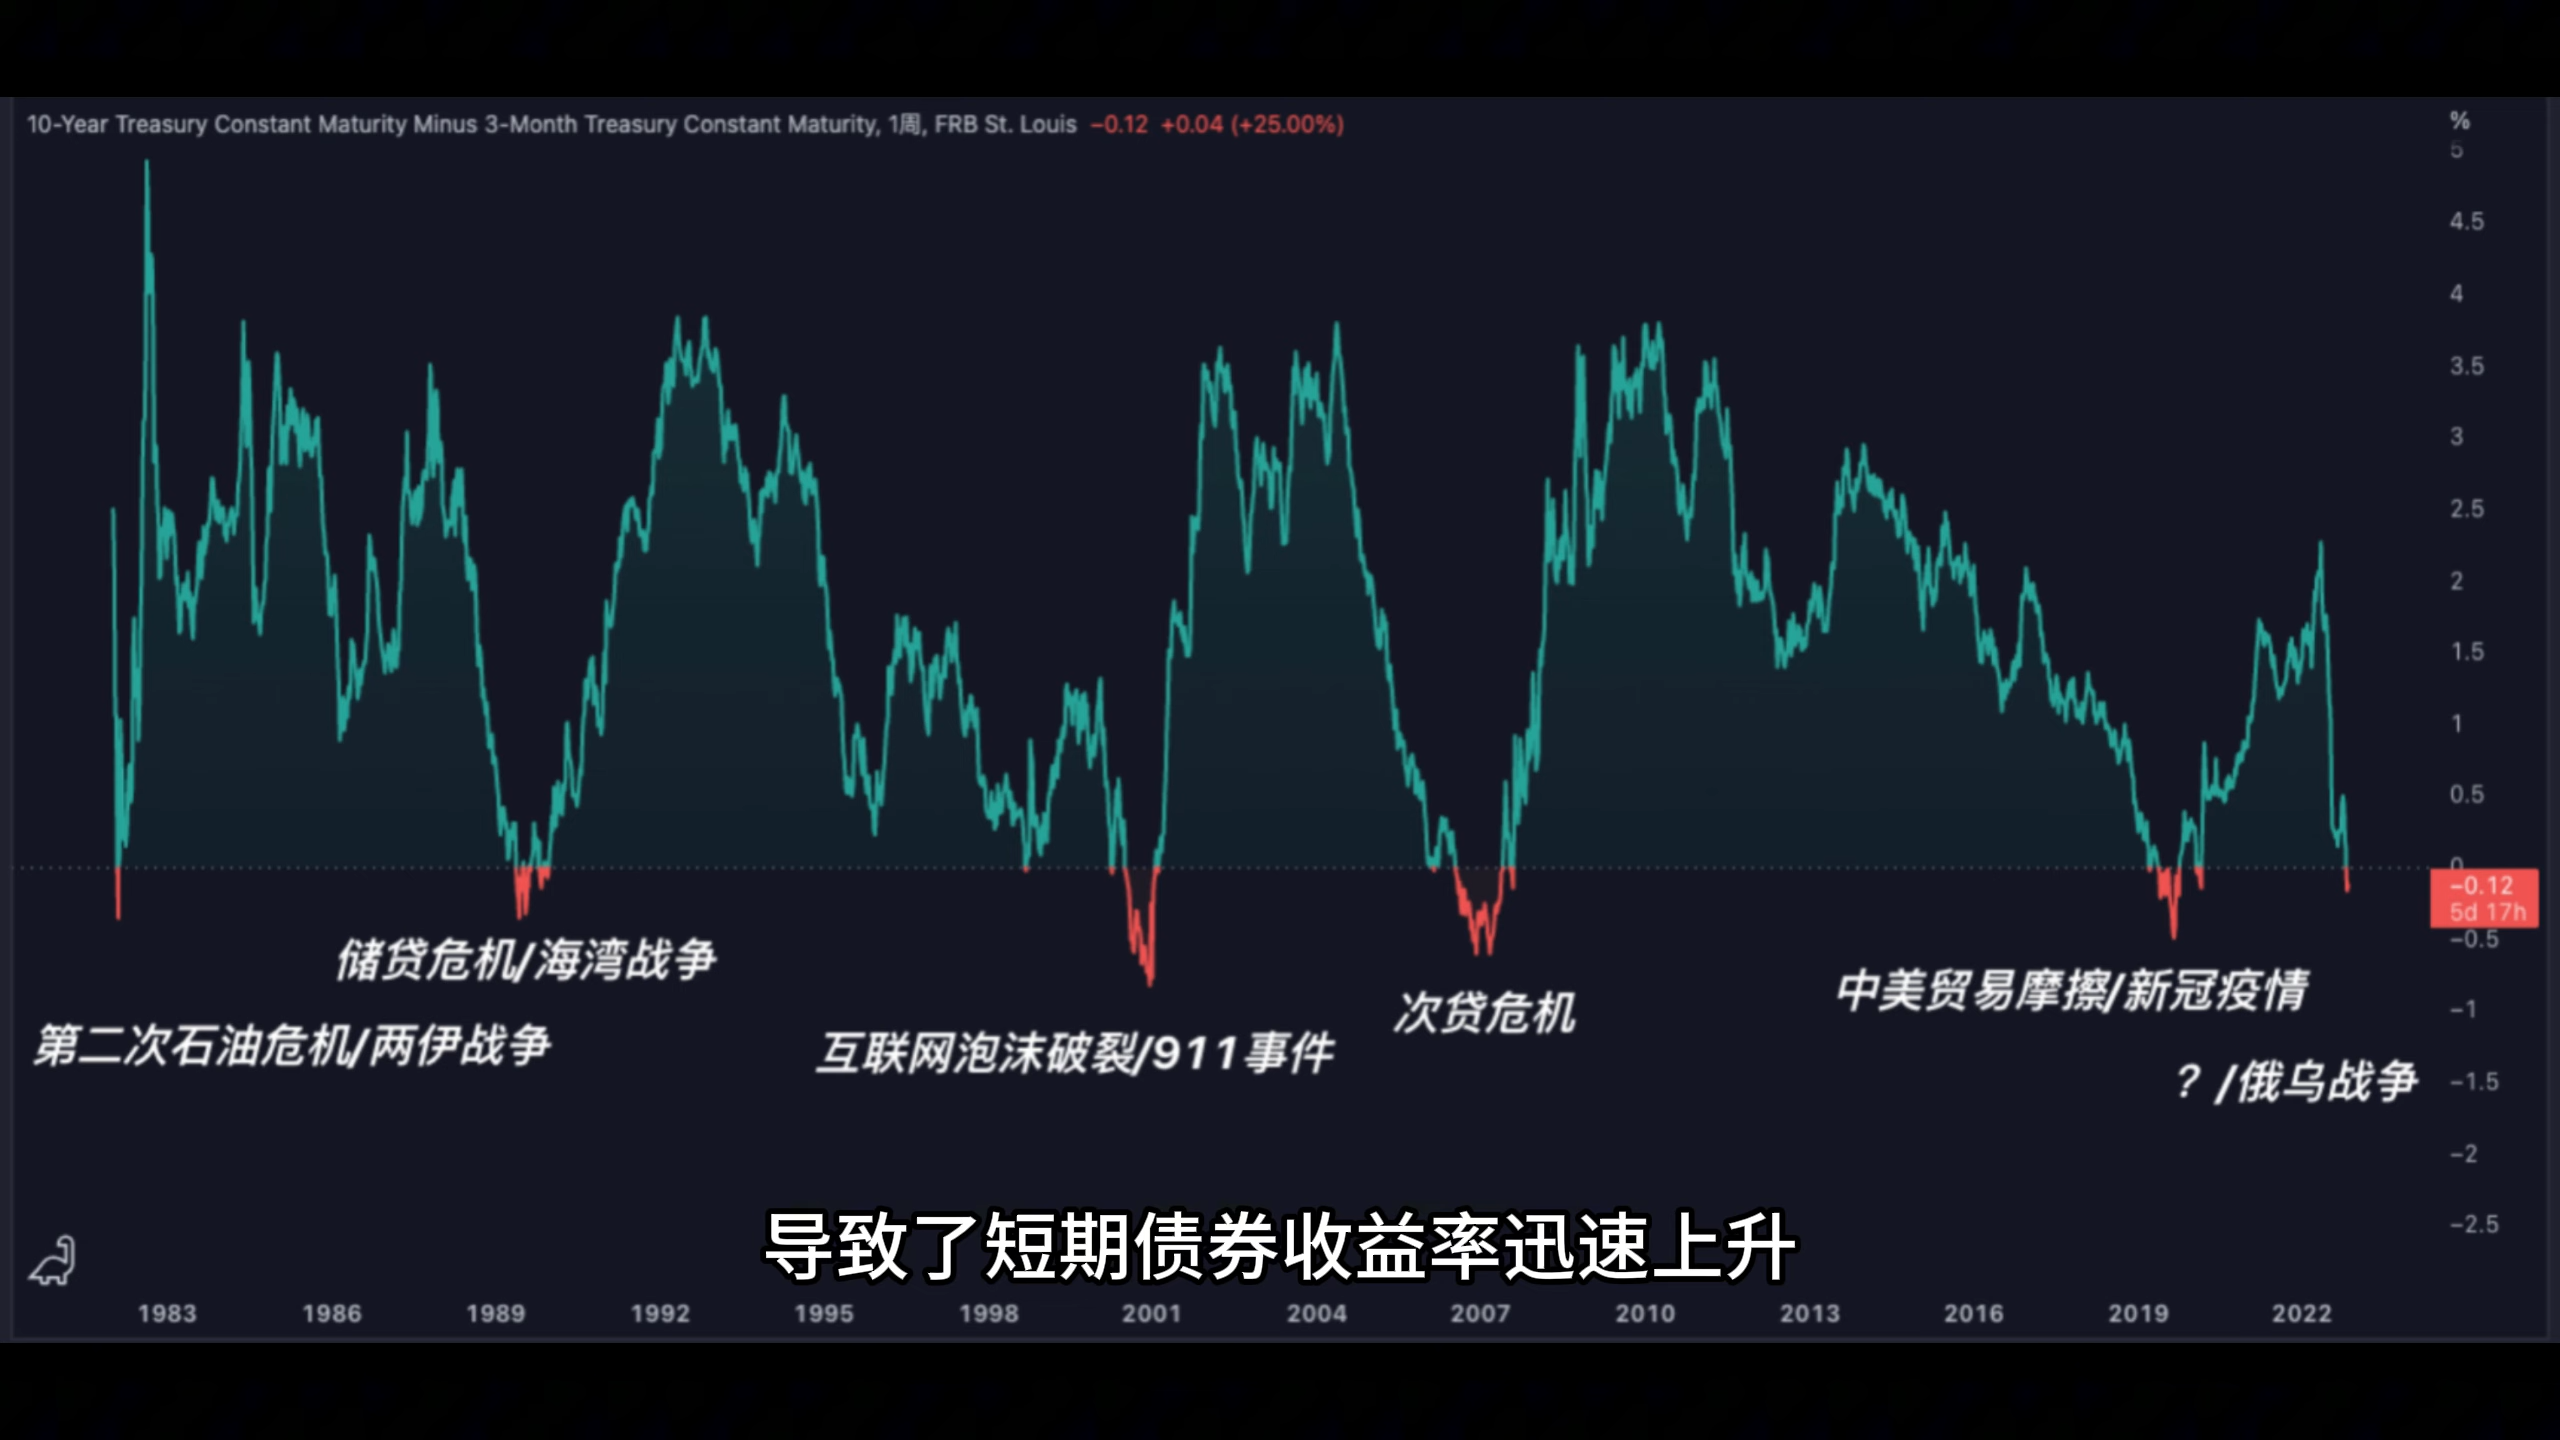 10-Year Treasury Constant Maturity Minus 3-Month Treasury Constant Maturity, 1周, FRB St. Louis −0.12 +0.04 (+25.00%)
%
5
4.5
4
3.5
3
2.5
2
1.5
1
0.5
0
−0.12
5d 17h
−0.5
−1
−1.5
−2
−2.5
储贷危机/海湾战争
第二次石油危机/两伊战争
互联网泡沫破裂/911事件
次贷危机
中美贸易摩擦/新冠疫情
？/俄乌战争
导致了短期债券收益率迅速上升
1983 1986 1989 1992 1995 1998 2001 2004 2007 2010 2013 2016 2019 2022